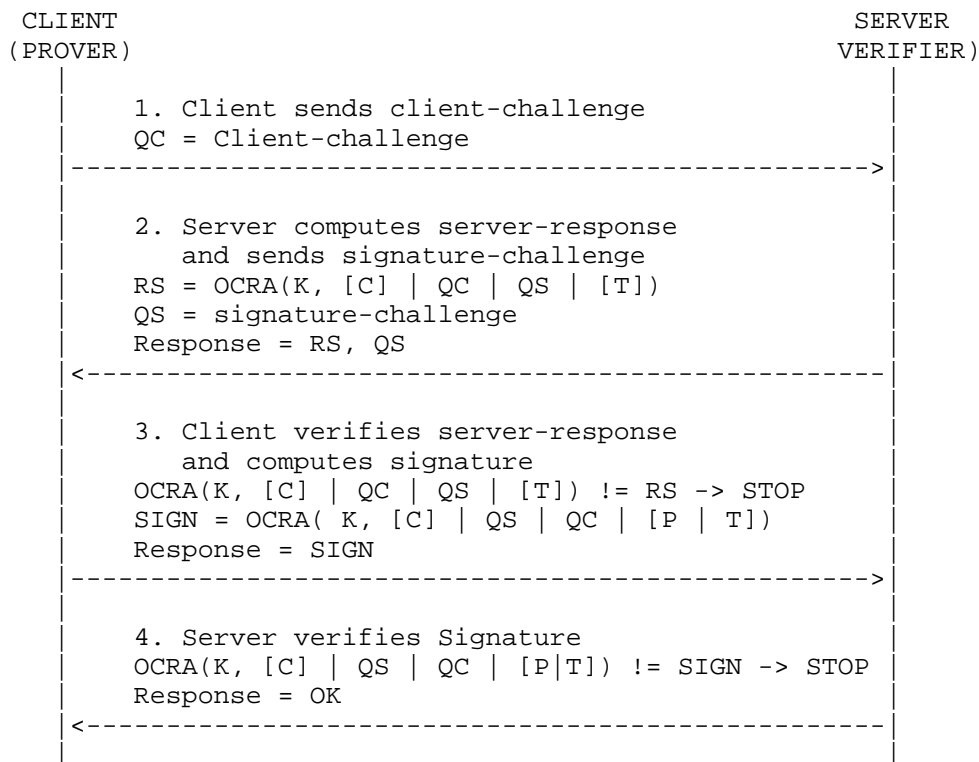 CLIENT                                                   SERVER
(PROVER)                                                VERIFIER)
1. Client sends client-challenge
QC = Client-challenge
2. Server computes server-response
and sends signature-challenge
RS = OCRA(K, [C] | QC | QS | [T])
QS = signature-challenge
Response = RS, QS
3. Client verifies server-response
and computes signature
OCRA(K, [C] | QC | QS | [T]) != RS -> STOP
SIGN = OCRA( K, [C] | QS | QC | [P | T])
Response = SIGN
4. Server verifies Signature
OCRA(K, [C] | QS | QC | [P|T]) != SIGN -> STOP
Response = OK